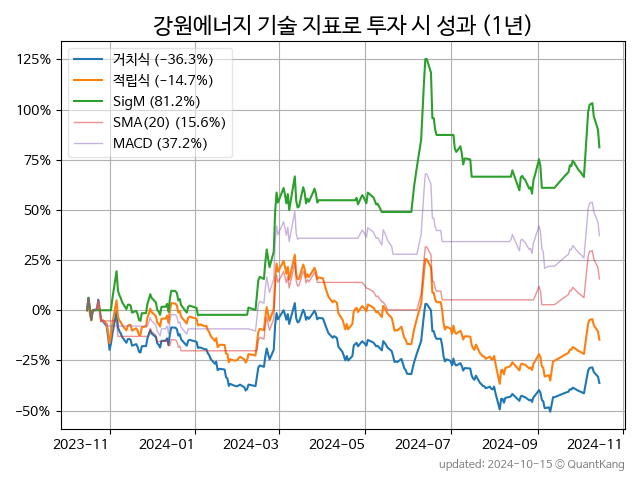 강원에너지 기술 지표로 투자 시 성과 (1년)
125%
100%
75%
50%
25%
0%
−25%
−50%
거치식 (−36.3%)
적립식 (−14.7%)
SigM (81.2%)
SMA(20) (15.6%)
MACD (37.2%)
2023−11 2024−01 2024−03 2024−05 2024−07 2024−09 2024−11
updated: 2024−10−15 © QuantKang